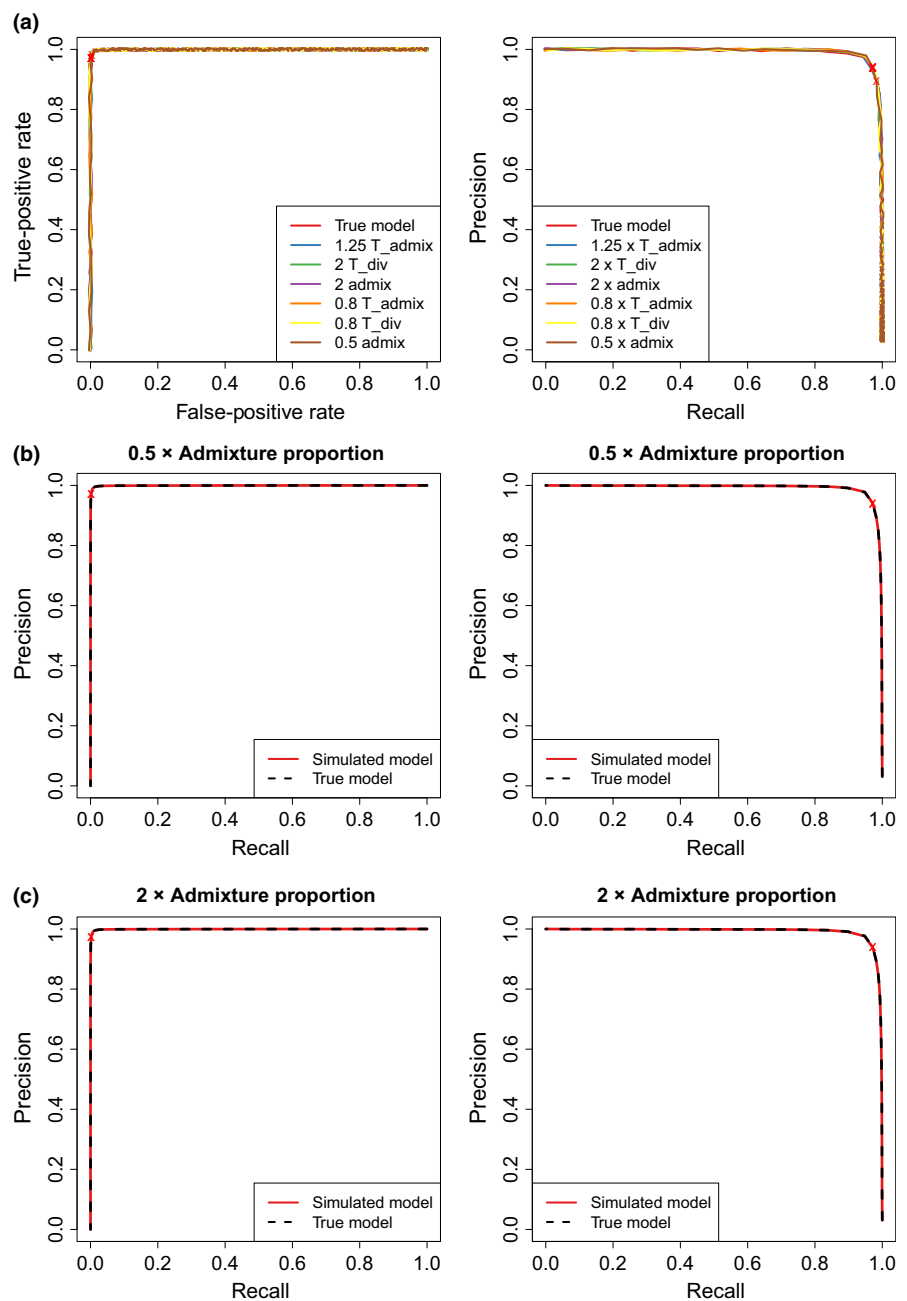 (a)
True-positive rate
0.0 0.2 0.4 0.6 0.8 1.0
True model
1.25 T_admix
2 T_div
2 admix
0.8 T_admix
0.8 T_div
0.5 admix
0.0 0.2 0.4 0.6 0.8 1.0
False-positive rate
Precision
0.0 0.2 0.4 0.6 0.8 1.0
True model
1.25 x T_admix
2 x T_div
2 x admix
0.8 x T_admix
0.8 x T_div
0.5 x admix
0.0 0.2 0.4 0.6 0.8 1.0
Recall
(b)
0.5 × Admixture proportion
Precision
0.0 0.2 0.4 0.6 0.8 1.0
Simulated model
True model
0.0 0.2 0.4 0.6 0.8 1.0
Recall
0.5 × Admixture proportion
Precision
0.0 0.2 0.4 0.6 0.8 1.0
Simulated model
True model
0.0 0.2 0.4 0.6 0.8 1.0
Recall
(c)
2 × Admixture proportion
Precision
0.0 0.2 0.4 0.6 0.8 1.0
Simulated model
True model
0.0 0.2 0.4 0.6 0.8 1.0
Recall
2 × Admixture proportion
Precision
0.0 0.2 0.4 0.6 0.8 1.0
Simulated model
True model
0.0 0.2 0.4 0.6 0.8 1.0
Recall